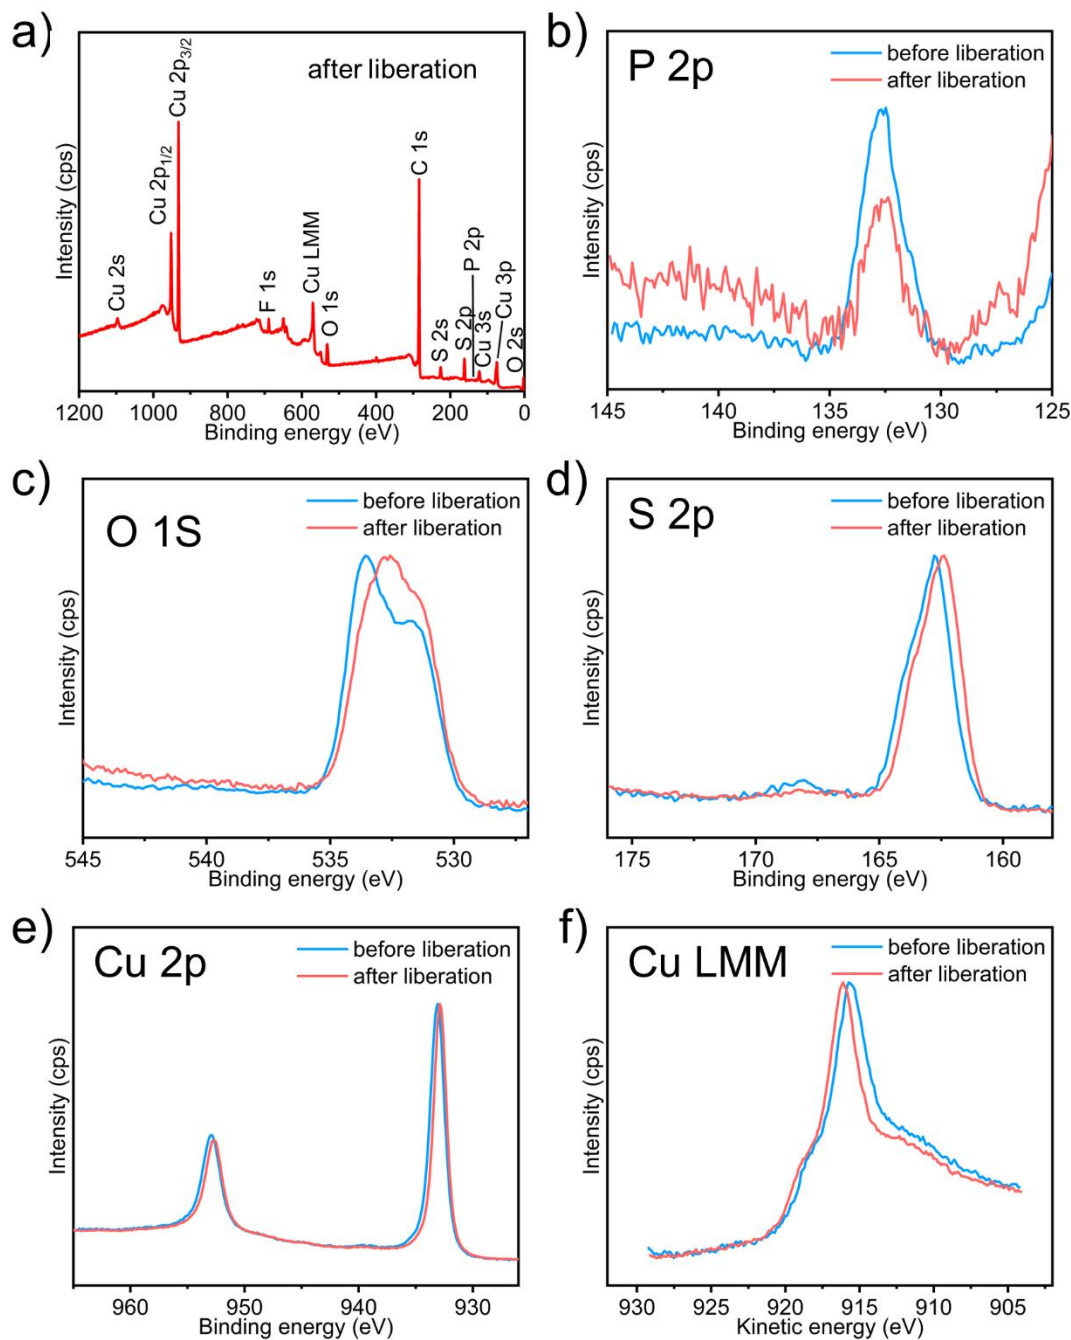 a)
after liberation
Cu 2s
Cu 2p1/2
Cu 2p3/2
F 1s
Cu LMM
O 1s
C 1s
S 2s
S 2p
P 2p
Cu 3s
Cu 3p
O 2s
Intensity (cps)
1200 1000 800 600 400 200 0
Binding energy (eV)
b)
P 2p
before liberation
after liberation
Intensity (cps)
145 140 135 130 125
Binding energy (eV)
c)
O 1S
before liberation
after liberation
Intensity (cps)
545 540 535 530
Binding energy (eV)
d)
S 2p
before liberation
after liberation
Intensity (cps)
175 170 165 160
Binding energy (eV)
e)
Cu 2p
before liberation
after liberation
Intensity (cps)
960 950 940 930
Binding energy (eV)
f)
Cu LMM
before liberation
after liberation
Intensity (cps)
930 925 920 915 910 905
Kinetic energy (eV)